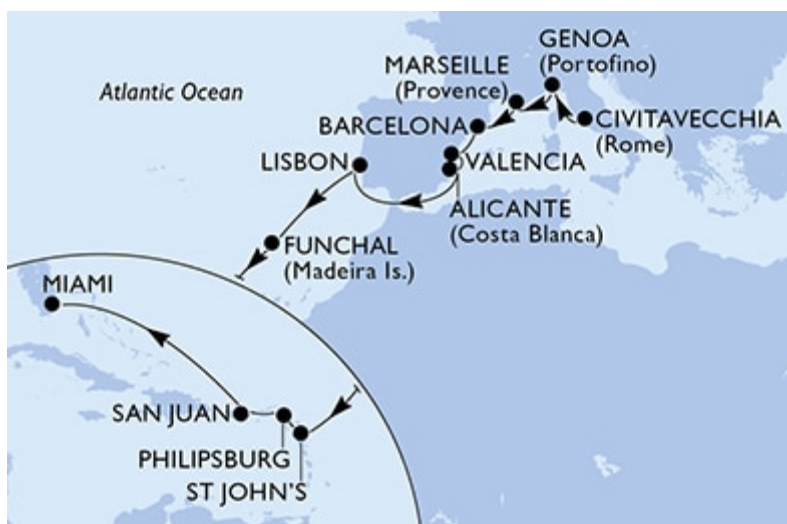 GENOA
(Portofino)
MARSEILLE
(Provence)
Atlantic Ocean
CIVITAVECCHIA
(Rome)
BARCELONA
LISBON
VALENCIA
ALICANTE
(Costa Blanca)
FUNCHAL
(Madeira Is.)
MIAMI
SAN JUAN
PHILIPSBURG
ST JOHN'S